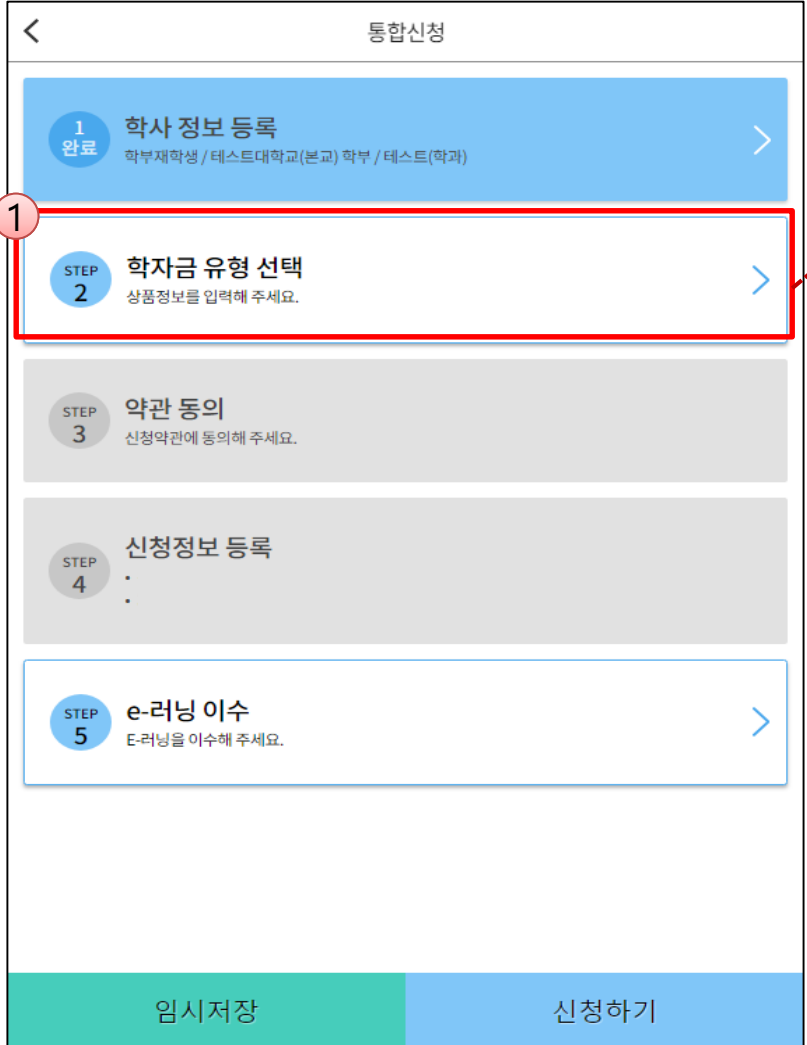 통합신청
1
완료
학사 정보 등록
학부재학생 / 테스트대학교(본교) 학부 / 테스트(학과)
1
STEP
2
학자금 유형 선택
상품정보를 입력해 주세요.
STEP
3
약관 동의
신청약관에 동의해 주세요.
STEP
4
신청정보 등록
STEP
5
e-러닝 이수
E-러닝을 이수해 주세요.
임시저장
신청하기